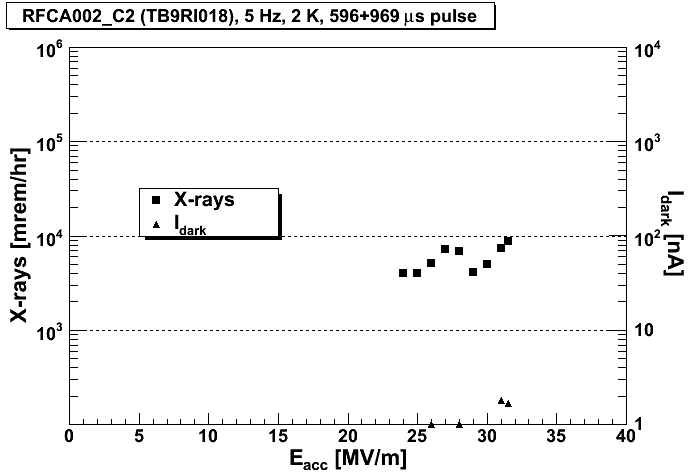 RFCA002_C2 (TB9RI018), 5 Hz, 2 K, 596+969 μs pulse
10^6
10^5
10^4
10^3
X-rays [mrem/hr]
X-rays
I_dark
10^4
10^3
10^2
10
1
I_dark [nA]
0 5 10 15 20 25 30 35 40
E_acc [MV/m]